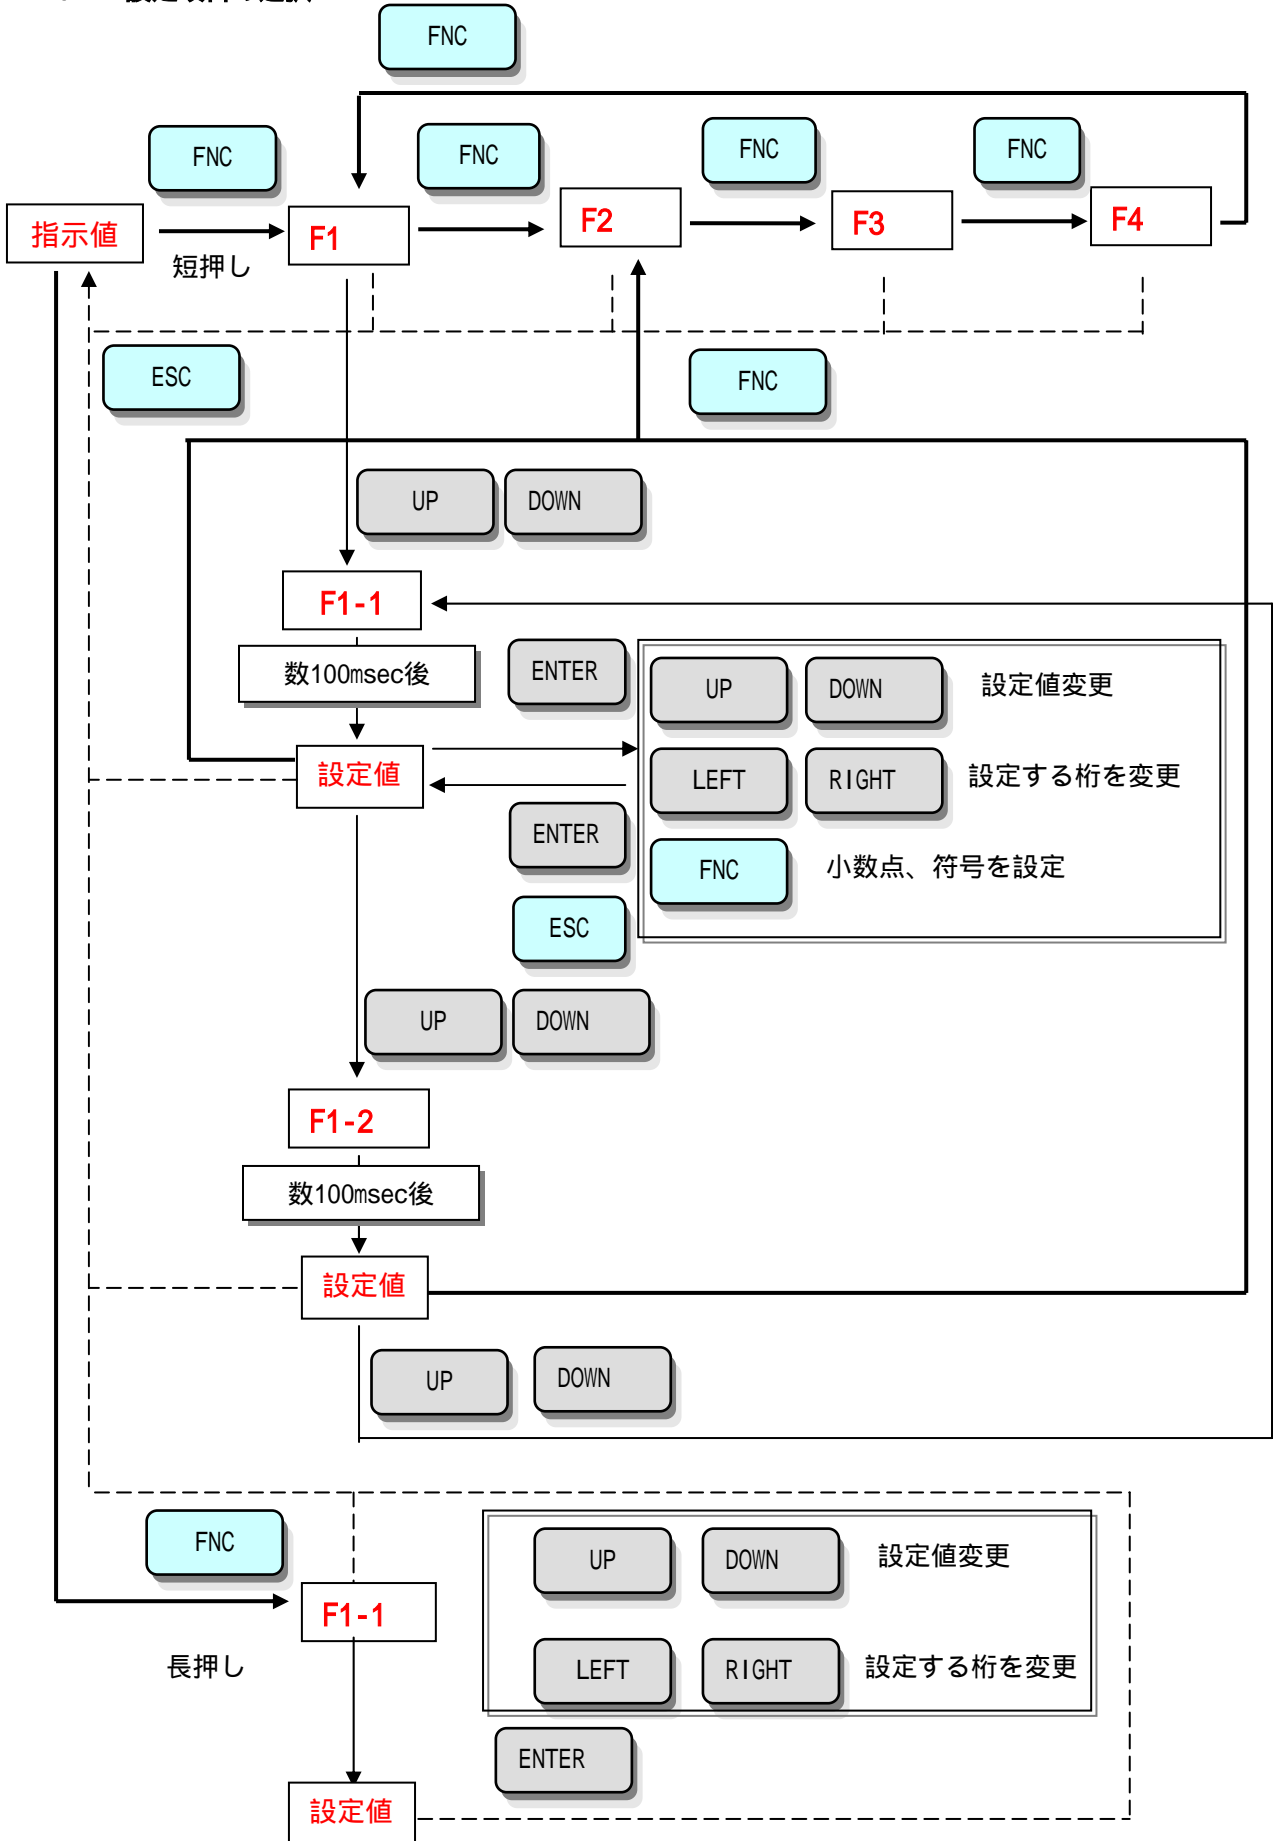 FNC
FNC
FNC
FNC
FNC
指示値
F1
F2
F3
F4
短押し
ESC
FNC
UP
DOWN
F1-1
数100msec後
ENTER
UP
DOWN
設定値変更
設定値
LEFT
RIGHT
設定する桁を変更
ENTER
FNC
小数点、符号を設定
ESC
UP
DOWN
F1-2
数100msec後
設定値
UP
DOWN
FNC
UP
DOWN
設定値変更
F1-1
長押し
LEFT
RIGHT
設定する桁を変更
ENTER
設定値